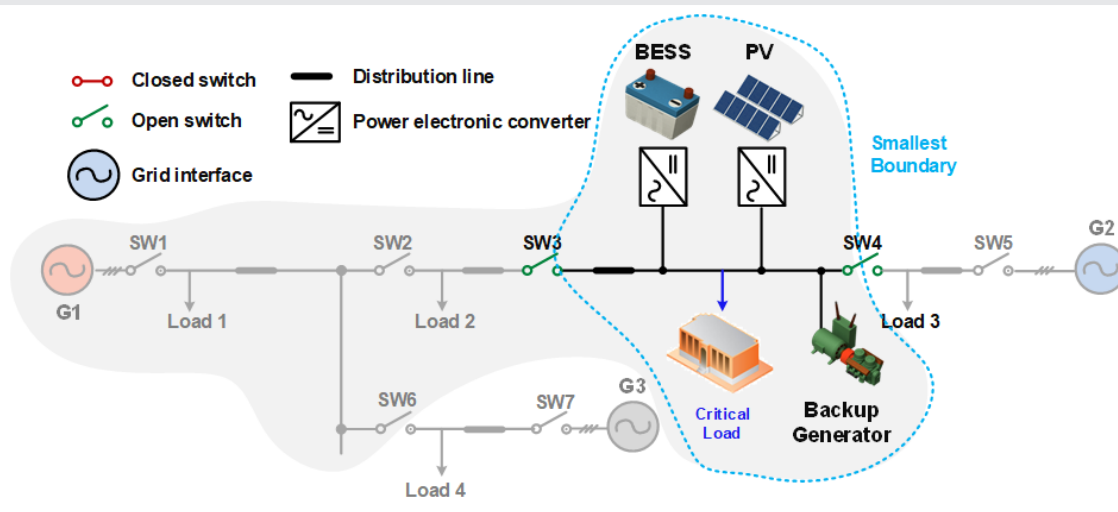 BESS PV
Closed switch
Distribution line
Open switch
Power electronic converter
Grid interface
Smallest
Boundary
SW1
SW2
SW3
SW4
SW5
G2
G1
Load 1
Load 2
Load 3
SW6
SW7
G3
Critical
Load
Backup
Generator
Load 4